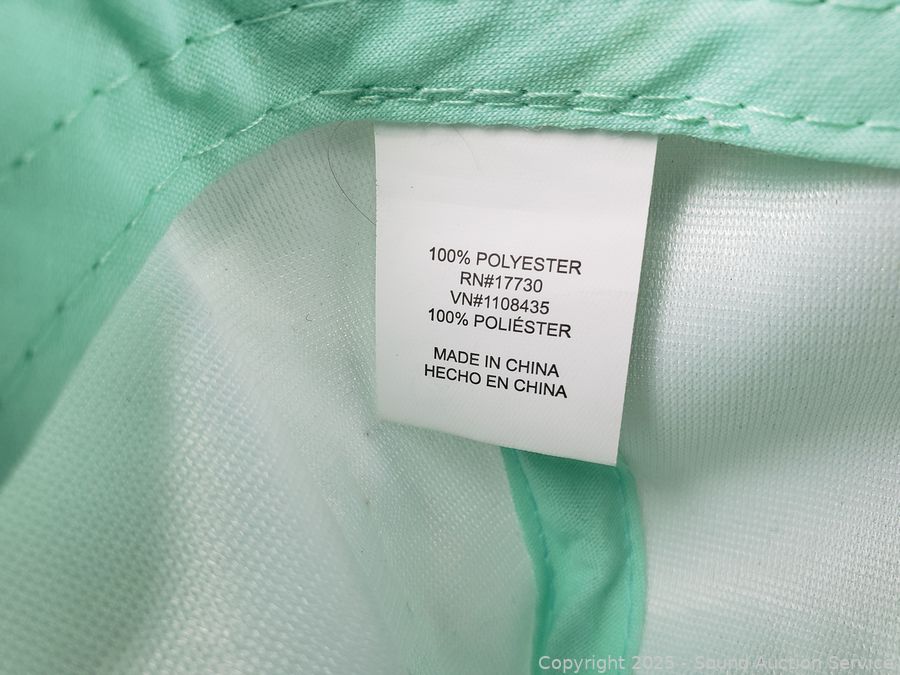 100% POLYESTER
RN#17730
VN#1108435
100% POLIÉSTER
MADE IN CHINA
HECHO EN CHINA
Copyright 2025 - Sound Auction Service